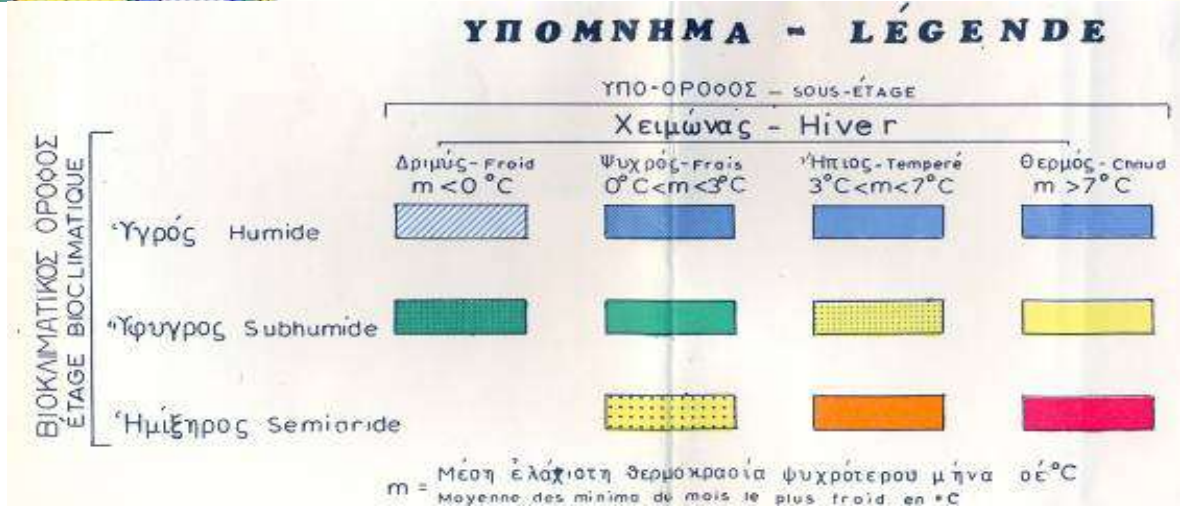 ΥΠΟΜΝΗΜΑ - LÉGENDE
ΥΠΟ-ΟΡΟΦΟΣ - SOUS-ÉTAGE
Χειμώνας - Hiver
Δριμύς-Froid Ψυχρός-Frais Ἤπιος-Temperé Θερμός-Chaud
m<0 °C 0°C<m<3°C 3°C<m<7°C m >7°C
ΒΙΟΚΛΙΜΑΤΙΚΟΣ ΟΡΟΦΟΣ
ÉTAGE BIOCLIMATIQUE
Ὑγρός Humide
Ὕφυγρος Subhumide
Ἡμίξηρος Semiaride
m = Μέση ἐλάχιστη θερμοκρασία ψυχρότερου μήνα σέ °C
Moyenne des minima du mois le plus froid en °C